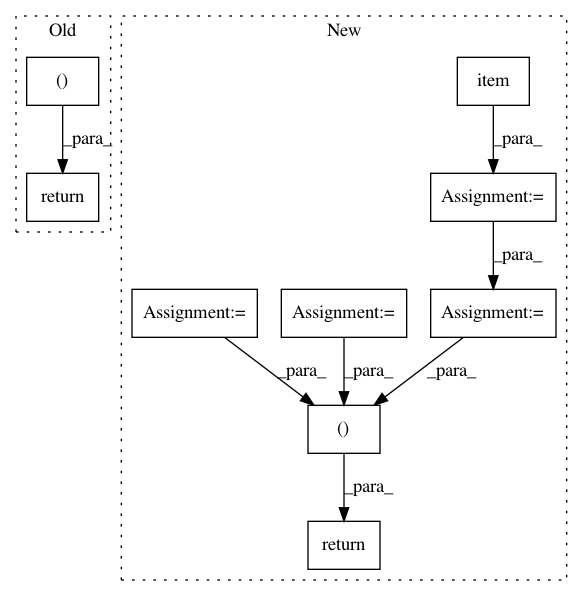 Old
New
()
item
_para_
_para_
return
Assignment:=
_para_
Assignment:=
Assignment:=
Assignment:=
_para_
_para_
_para_
()
_para_
return